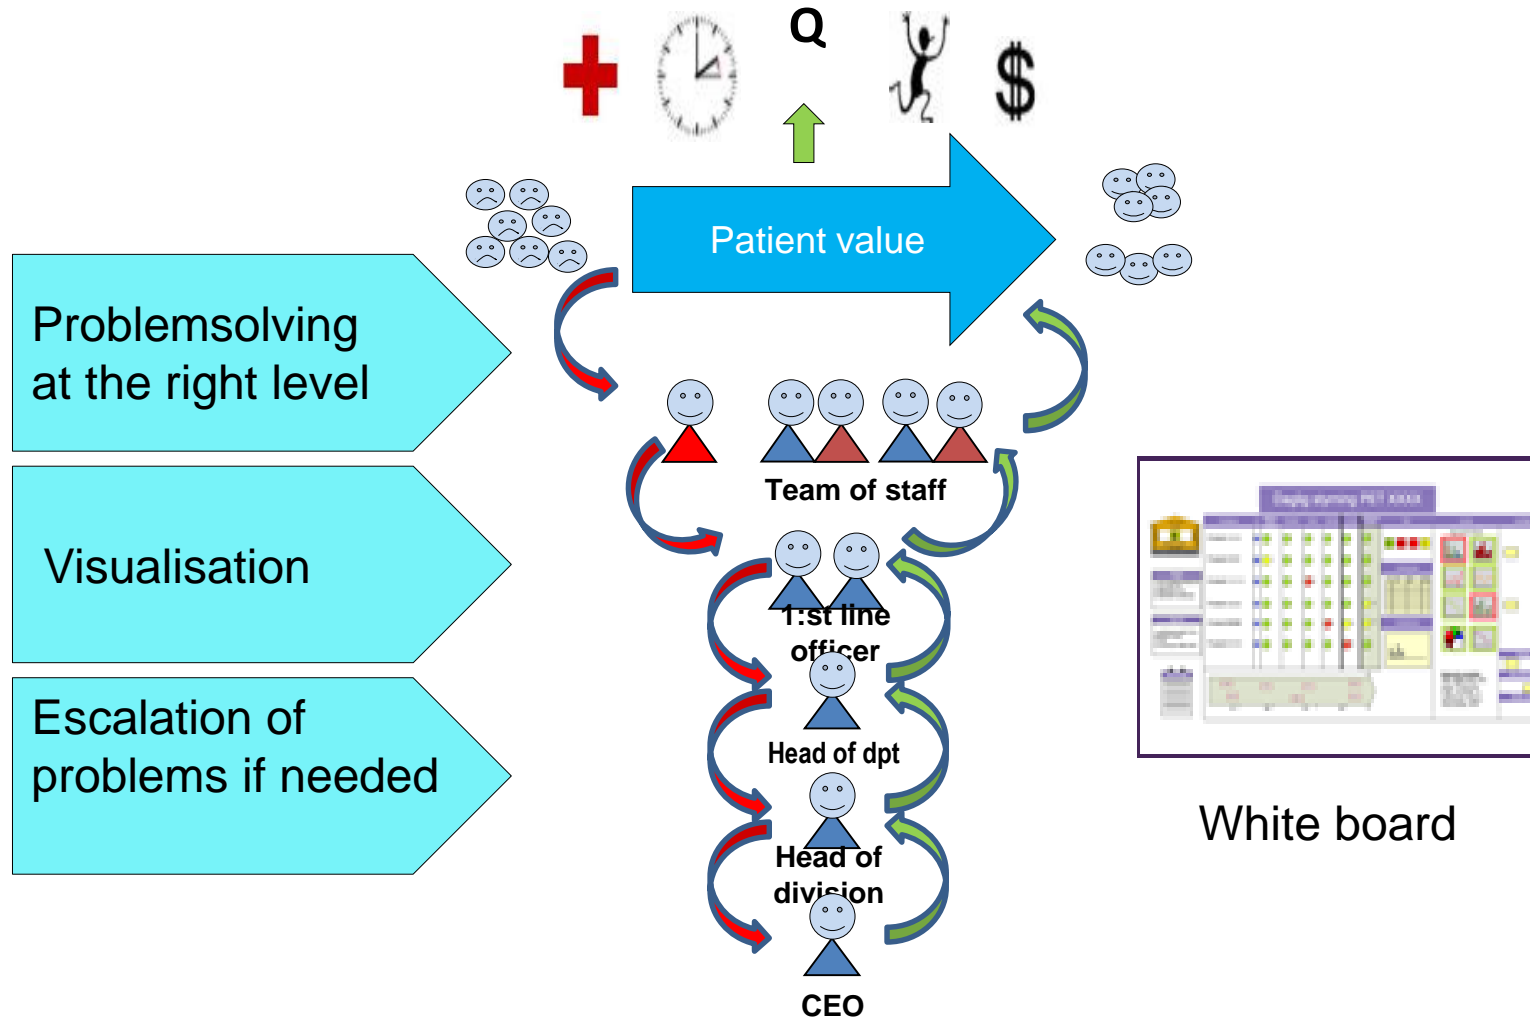 Q
$
Patient value
Problemsolving
at the right level
Team of staff
Visualisation
1:st line
officer
Escalation of
problems if needed
Head of dpt
Head of
division
CEO
White board